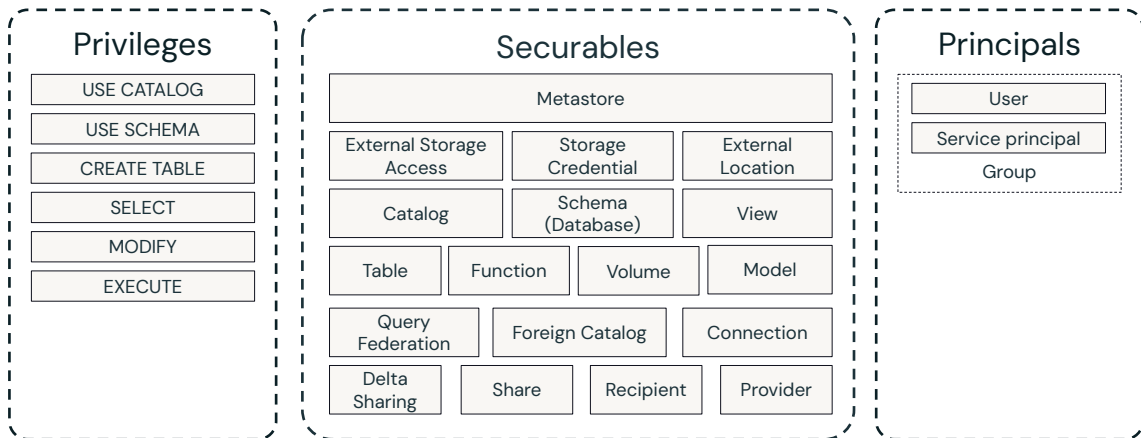 Privileges
USE CATALOG
USE SCHEMA
CREATE TABLE
SELECT
MODIFY
EXECUTE
Securables
Metastore
External Storage
Access
Storage
Credential
External
Location
Catalog
Schema
(Database)
View
Table
Function
Volume
Model
Query
Federation
Foreign Catalog
Connection
Delta
Sharing
Share
Recipient
Provider
Principals
User
Service principal
Group